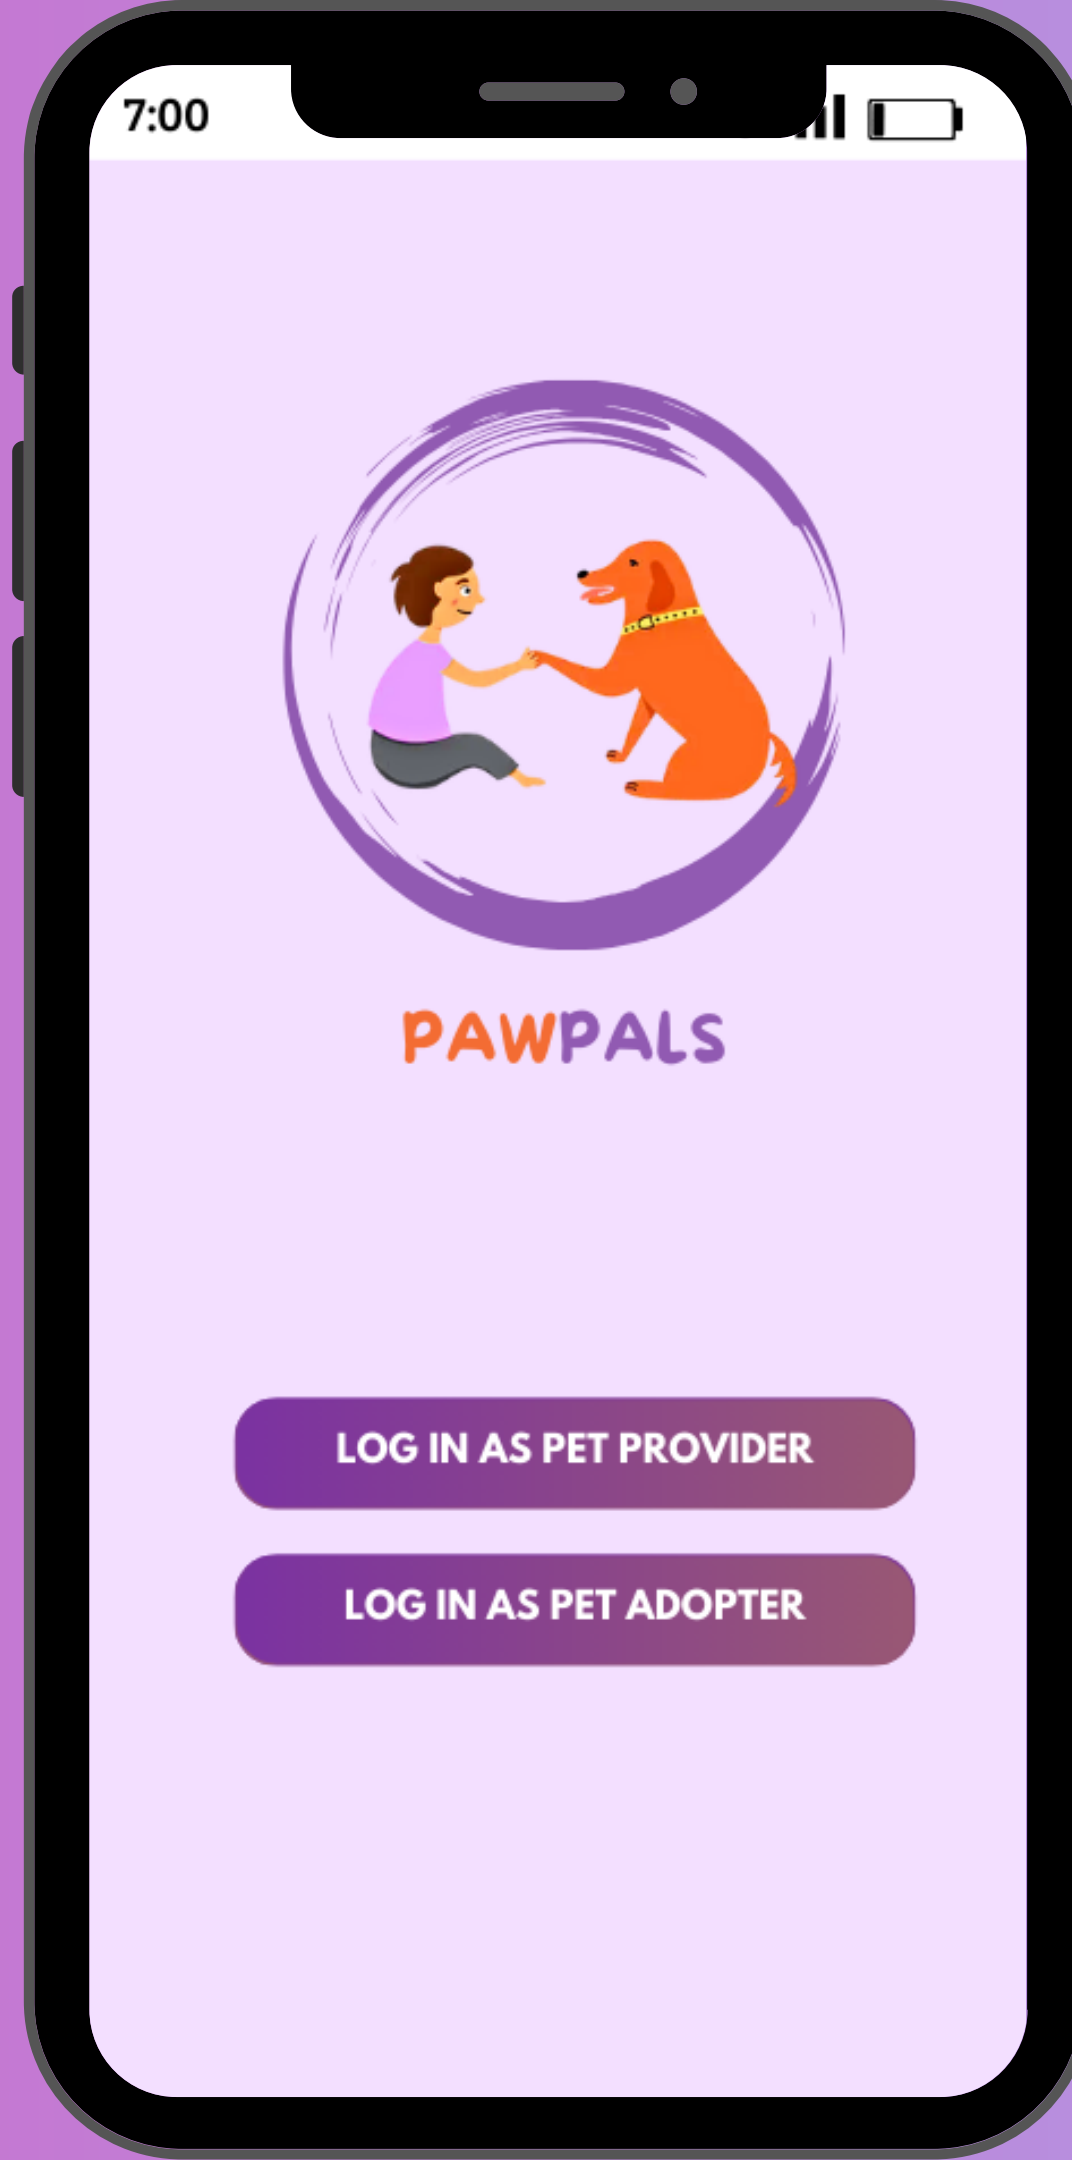 7:00
PAWPALS
LOG IN AS PET PROVIDER
LOG IN AS PET ADOPTER